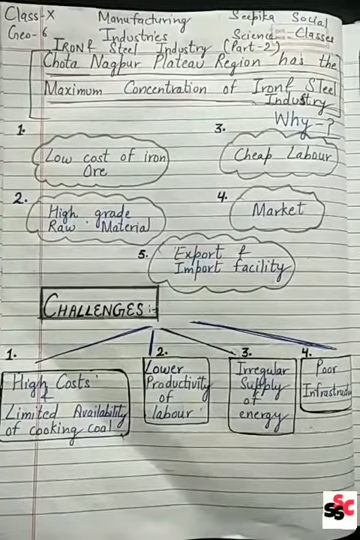 Class-X Manufacturing Seepika Social
Geo-6 Industries Science Classes
Iron & Steel Industry (Part-2)
Chota Nagpur Plateau Region has the
Maximum Concentration of Iron & Steel
Industry
Why-?
1.
Low cost of iron
Ore
3.
Cheap Labour
2.
High grade
Raw Material
4.
Market
5.
Export &
Import facility
CHALLENGES:-
1.
High Costs
&
Limited Availability
of cooking coal
2.
Lower
Productivity
of
labour
3.
Irregular
Supply
of
energy
4.
Poor
Infrastruc
SSSC